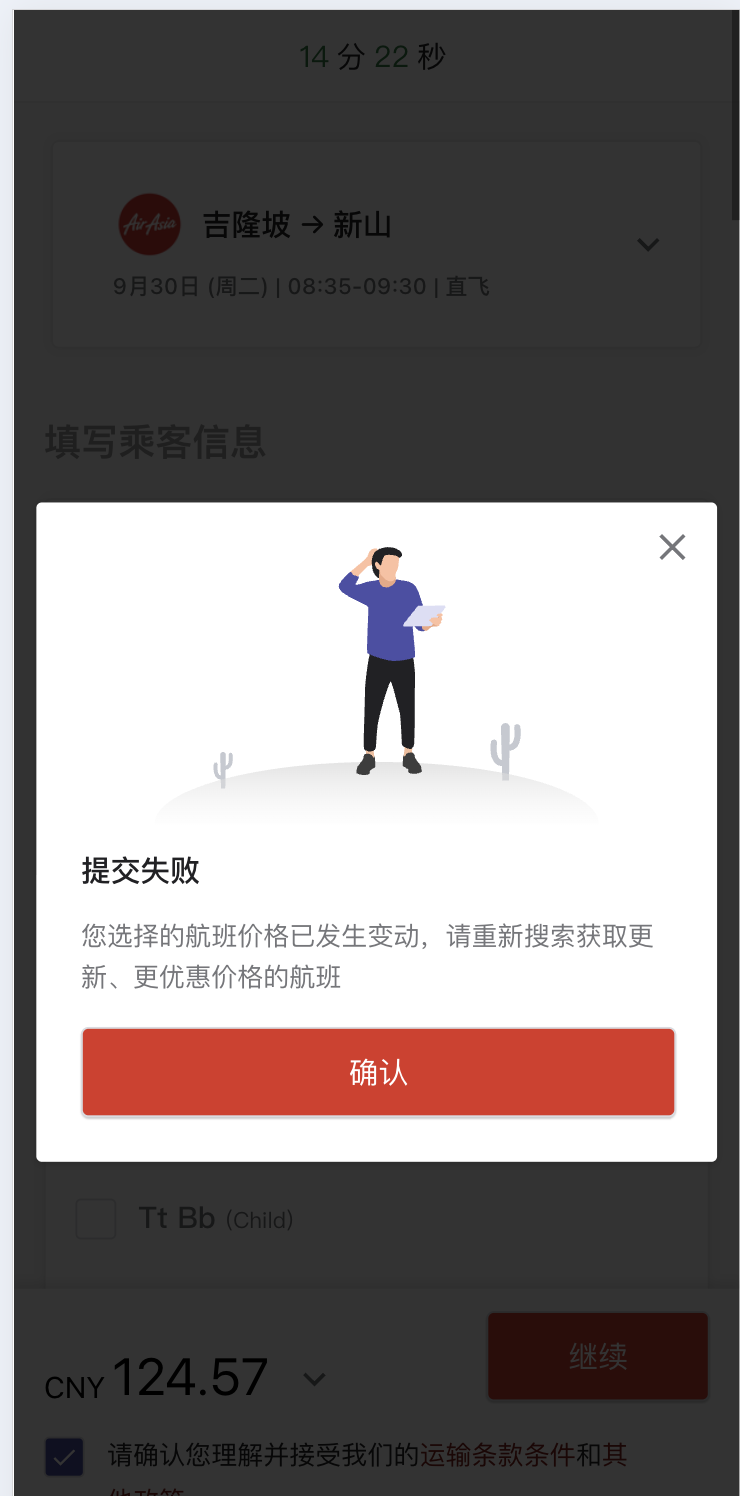 14 分 22 秒
AirAsia
吉隆坡 → 新山
9月30日 (周二) | 08:35-09:30 | 直飞
填写乘客信息
提交失败
您选择的航班价格已发生变动，请重新搜索获取更
新、更优惠价格的航班
确认
Tt Bb (Child)
CNY 124.57
继续
请确认您理解并接受我们的运输条款条件和其
他政策